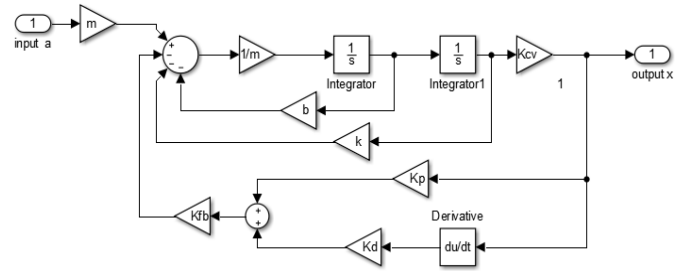 1
input a
m
+
−
−
−
1/m
1
s
Integrator
1
s
Integrator1
Kcv
1
1
output x
b
k
Kp
Kfb
+
+
Derivative
Kd
du/dt